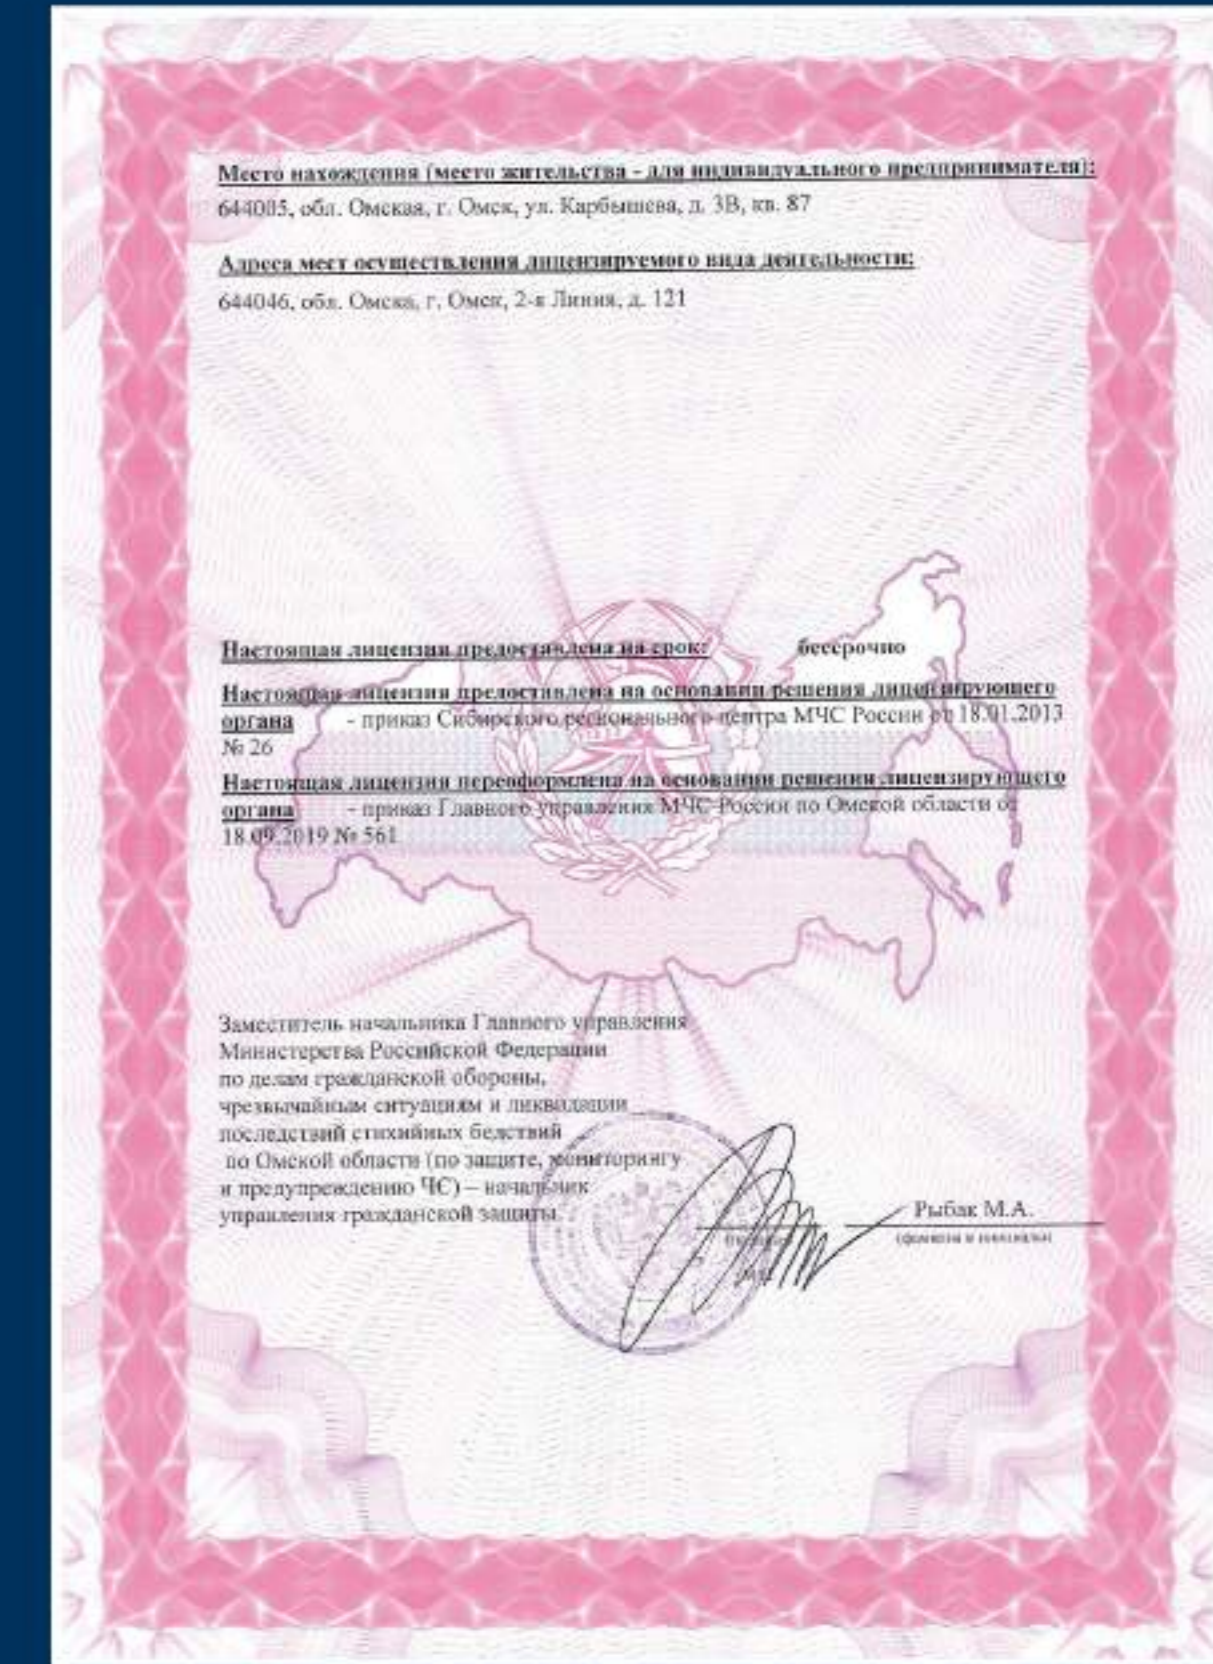 Место нахождения (место жительства - для индивидуального предпринимателя):
644005, обл. Омская, г. Омск, ул. Карбышева, д. 3В, кв. 87
Адреса мест осуществления лицензируемого вида деятельности:
644046, обл. Омска, г. Омск, 2-я Линия, д. 121
Настоящая лицензия предоставлена на срок: бессрочно
Настоящая лицензия предоставлена на основании решения лицензирующего
органа - приказ Сибирского регионального центра МЧС России от 18.01.2013
№ 26
Настоящая лицензия переоформлена на основании решения лицензирующего
органа - приказ Главного управления МЧС России по Омской области от
18.09.2019 № 561
Заместитель начальника Главного управления
Министерства Российской Федерации
по делам гражданской обороны,
чрезвычайным ситуациям и ликвидации
последствий стихийных бедствий
по Омской области (по защите, мониторингу
и предупреждению ЧС) – начальник
управления гражданской защиты
Рыбак М.А.
(фамилия и инициалы)